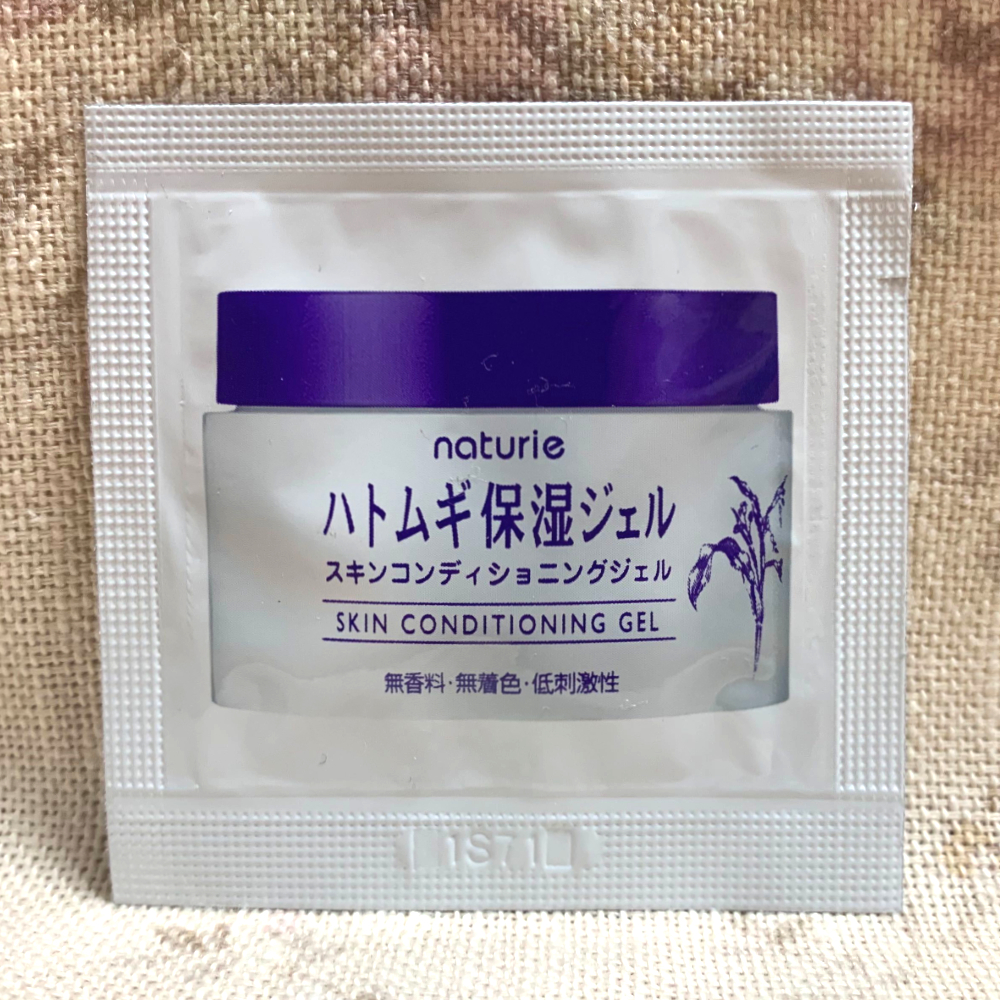 naturie
ハトムギ保湿ジェル
スキンコンディショニングジェル
SKIN CONDITIONING GEL
無香料・無着色・低刺激性
1S71